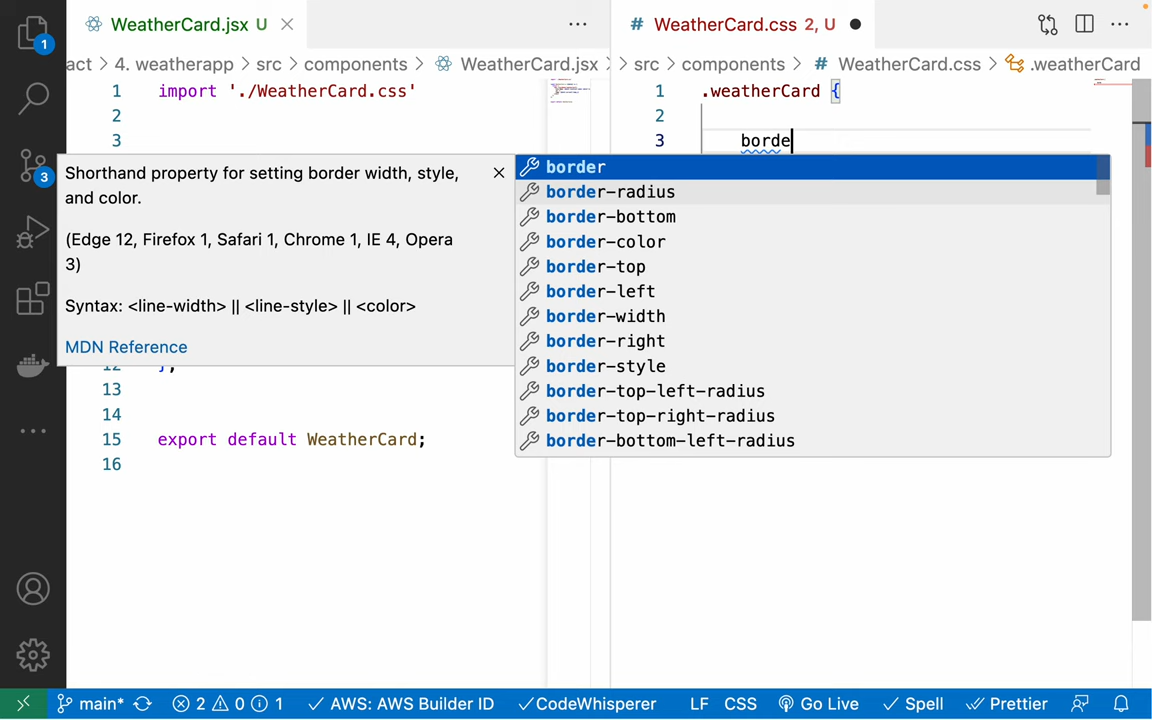 WeatherCard.jsx U
# WeatherCard.css 2, U
act > 4. weatherapp > src > components > WeatherCard.jsx >
> src > components > # WeatherCard.css > .weatherCard
1
1 import './WeatherCard.css'
2
3
1 .weatherCard {
2
3 borde
3
Shorthand property for setting border width, style,
and color.
(Edge 12, Firefox 1, Safari 1, Chrome 1, IE 4, Opera
3)
Syntax: <line-width> || <line-style> || <color>
MDN Reference
border
border-radius
border-bottom
border-color
border-top
border-left
border-width
border-right
border-style
border-top-left-radius
border-top-right-radius
border-bottom-left-radius
12 };
13
14
15 export default WeatherCard;
16
main* 2 0 1 AWS: AWS Builder ID CodeWhisperer LF CSS Go Live Spell Prettier